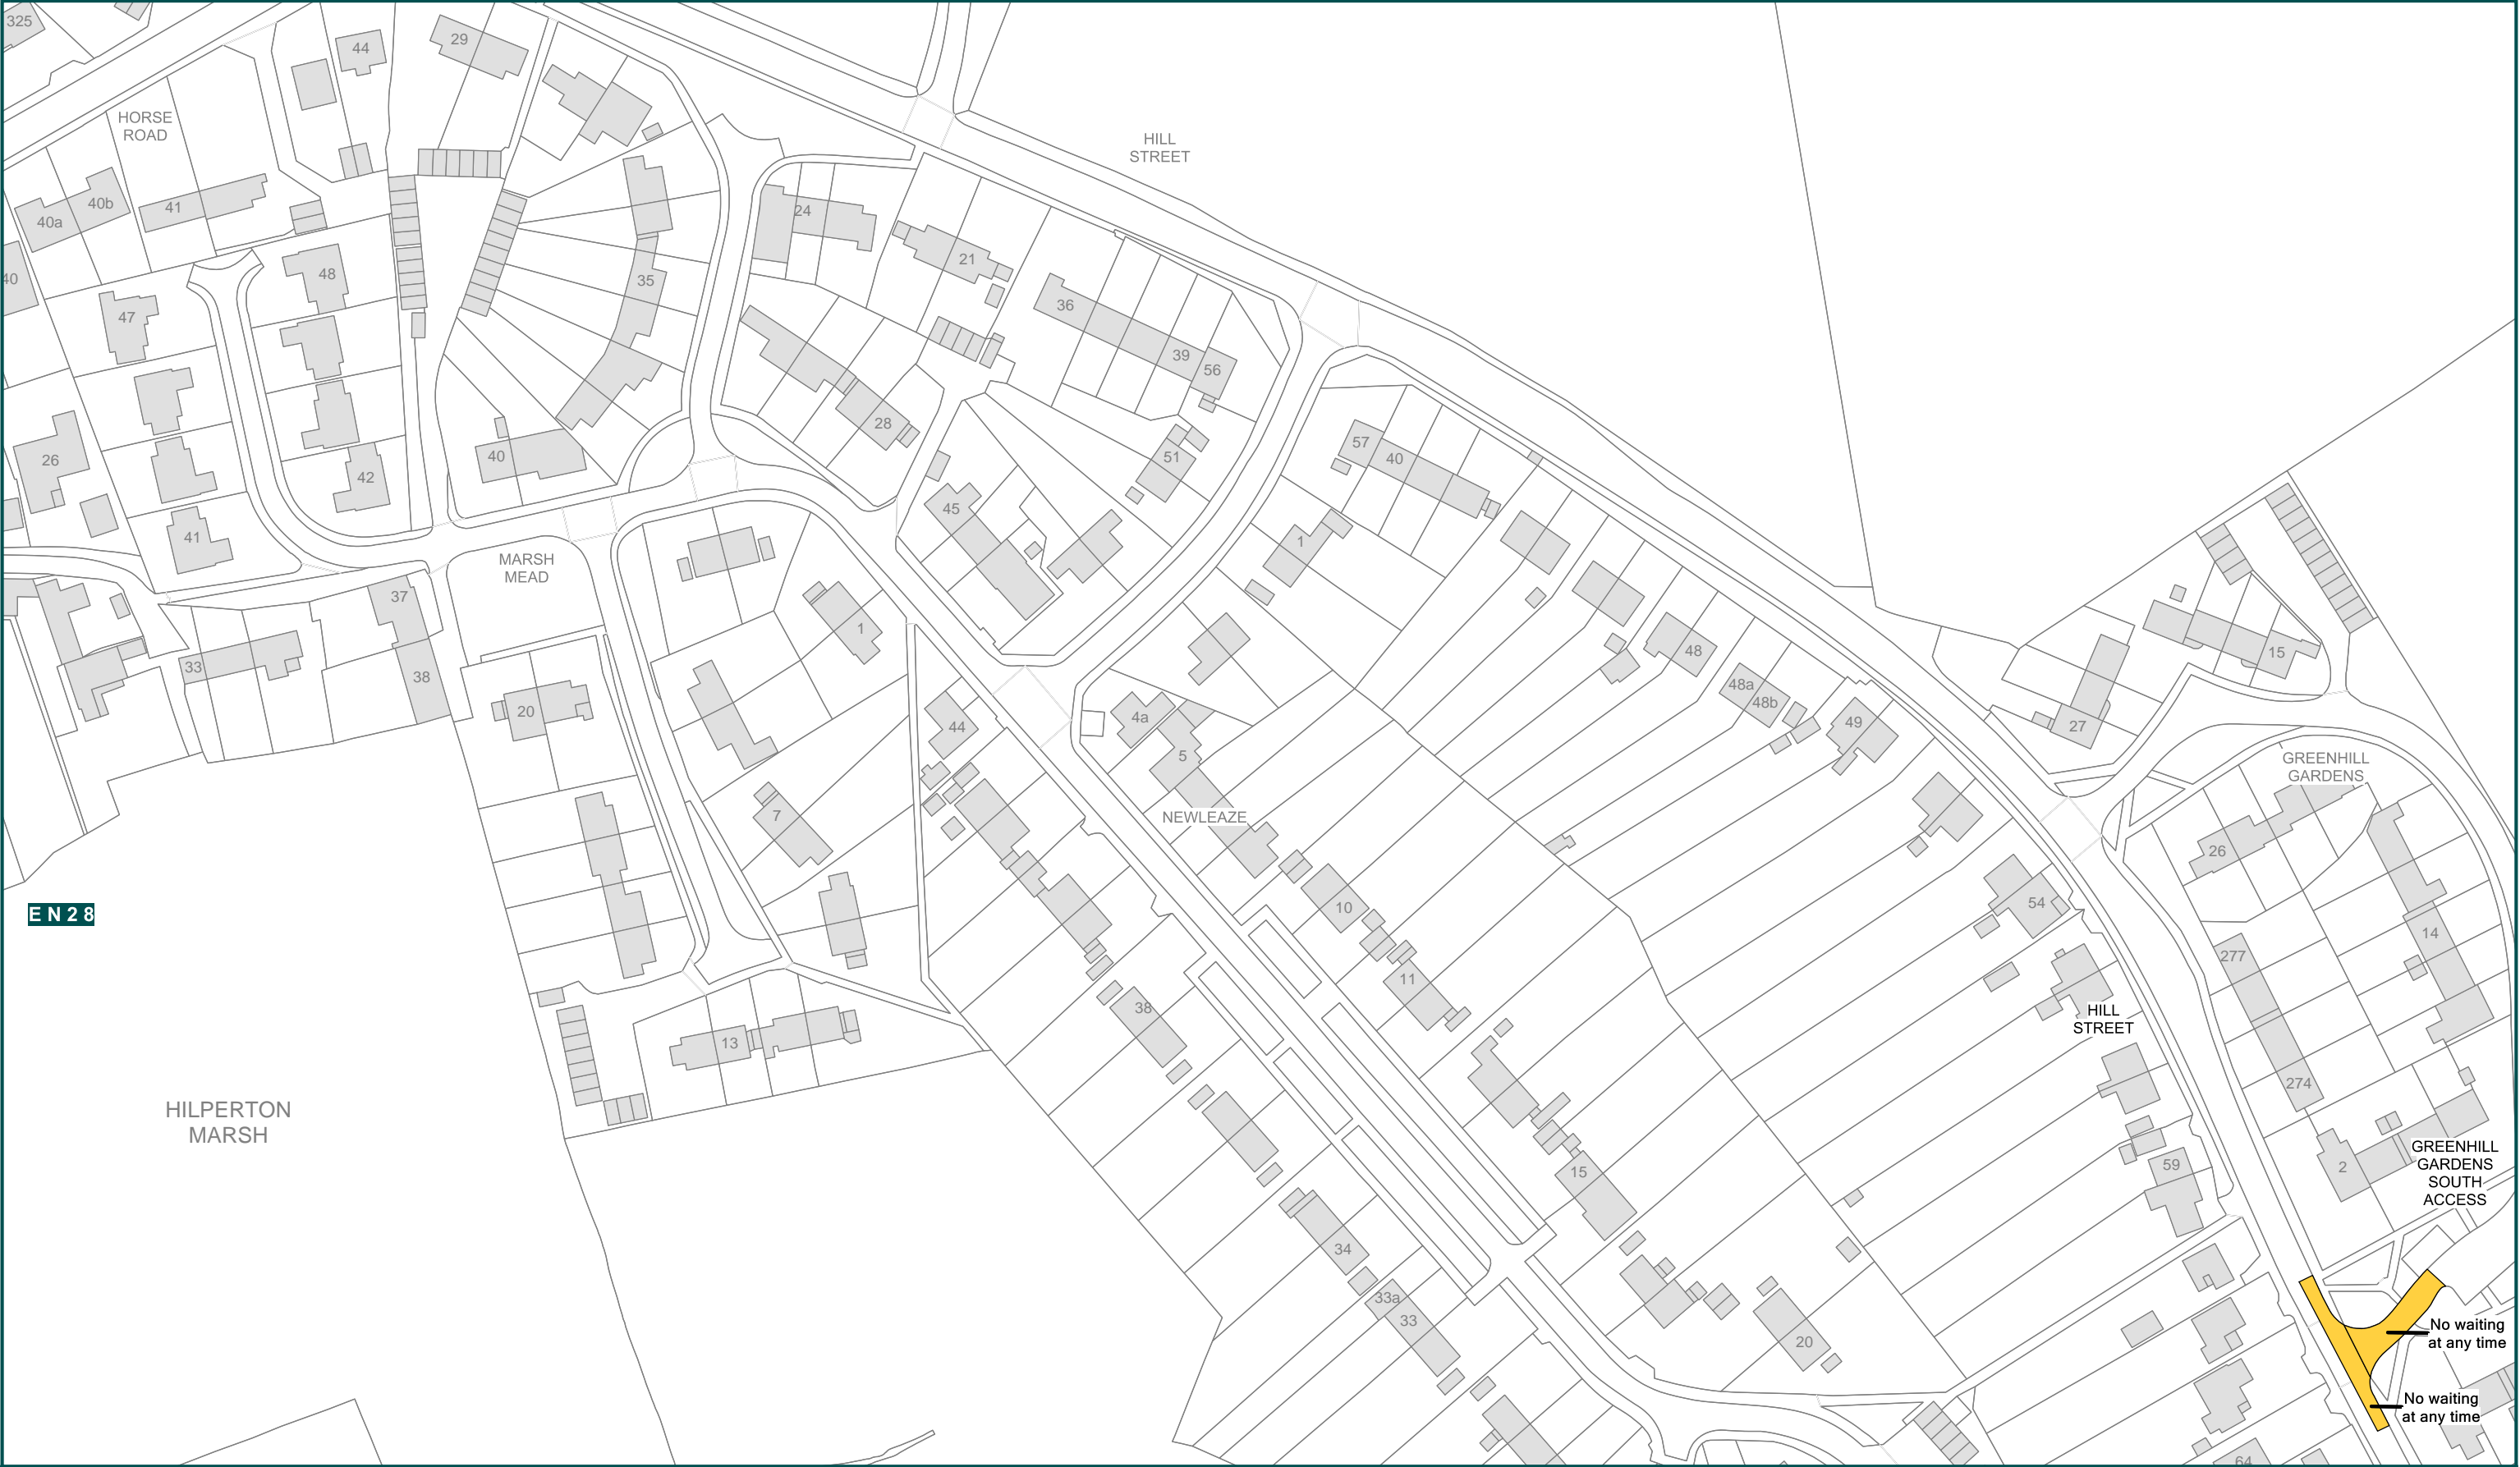 325
44
29
HORSE
ROAD
HILL
STREET
40a
40b
41
24
21
40
48
35
47
36
39
56
28
57
40
26
42
40
51
45
41
1
MARSH
MEAD
37
1
48
15
33
38
48a
48b
20
44
4a
49
27
5
GREENHILL
GARDENS
7
NEWLEAZE
26
EN28
10
54
14
277
11
38
HILL
STREET
13
274
HILPERTON
MARSH
GREENHILL
GARDENS
SOUTH
ACCESS
15
59
2
34
33a
33
20
No waiting
at any time
No waiting
at any time
64